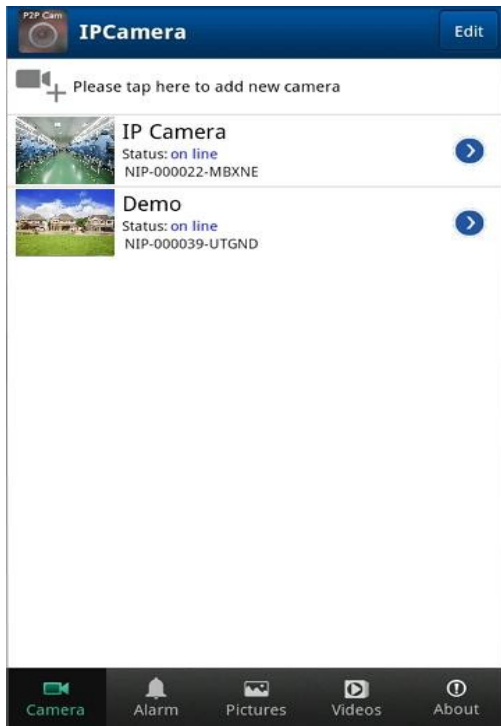 P2P Cam
IPCamera
Edit
Please tap here to add new camera
IP Camera
Status: on line
NIP-000022-MBXNE
Demo
Status: on line
NIP-000039-UTGND
Camera
Alarm
Pictures
Videos
About